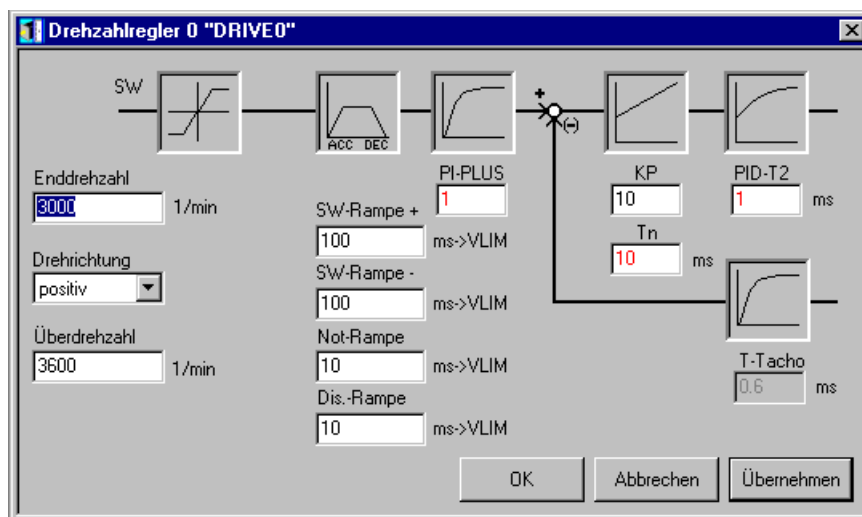 Drehzahlregler 0 "DRIVE0"
SW
ACC DEC
+
(-)
Enddrehzahl
3000 1/min
Drehrichtung
positiv
Überdrehzahl
3600 1/min
SW-Rampe +
100 ms->VLIM
SW-Rampe -
100 ms->VLIM
Not-Rampe
10 ms->VLIM
Dis.-Rampe
10 ms->VLIM
PI-PLUS
1
KP
10
Tn
10 ms
PID-T2
1 ms
T-Tacho
0.6 ms
OK
Abbrechen
Übernehmen